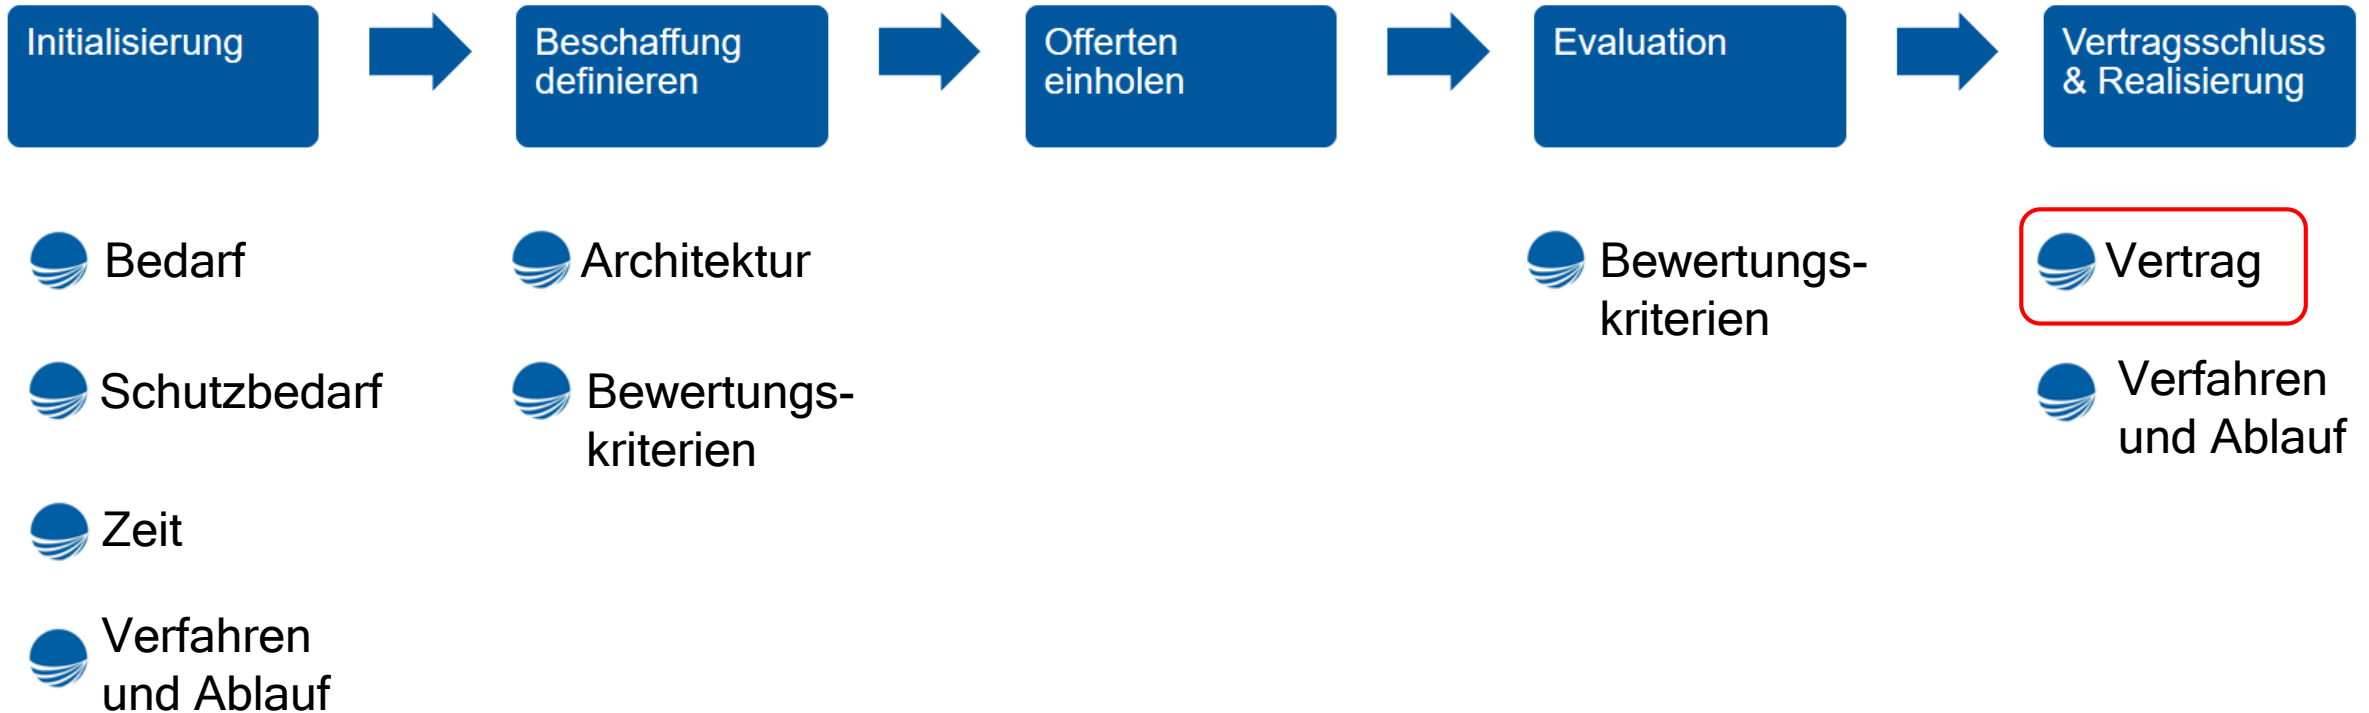 Initialisierung
Beschaffung
definieren
Offerten
einholen
Evaluation
Vertragsschluss
& Realisierung
Bedarf
Schutzbedarf
Zeit
Verfahren
und Ablauf
Architektur
Bewertungs-
kriterien
Bewertungs-
kriterien
Vertrag
Verfahren
und Ablauf